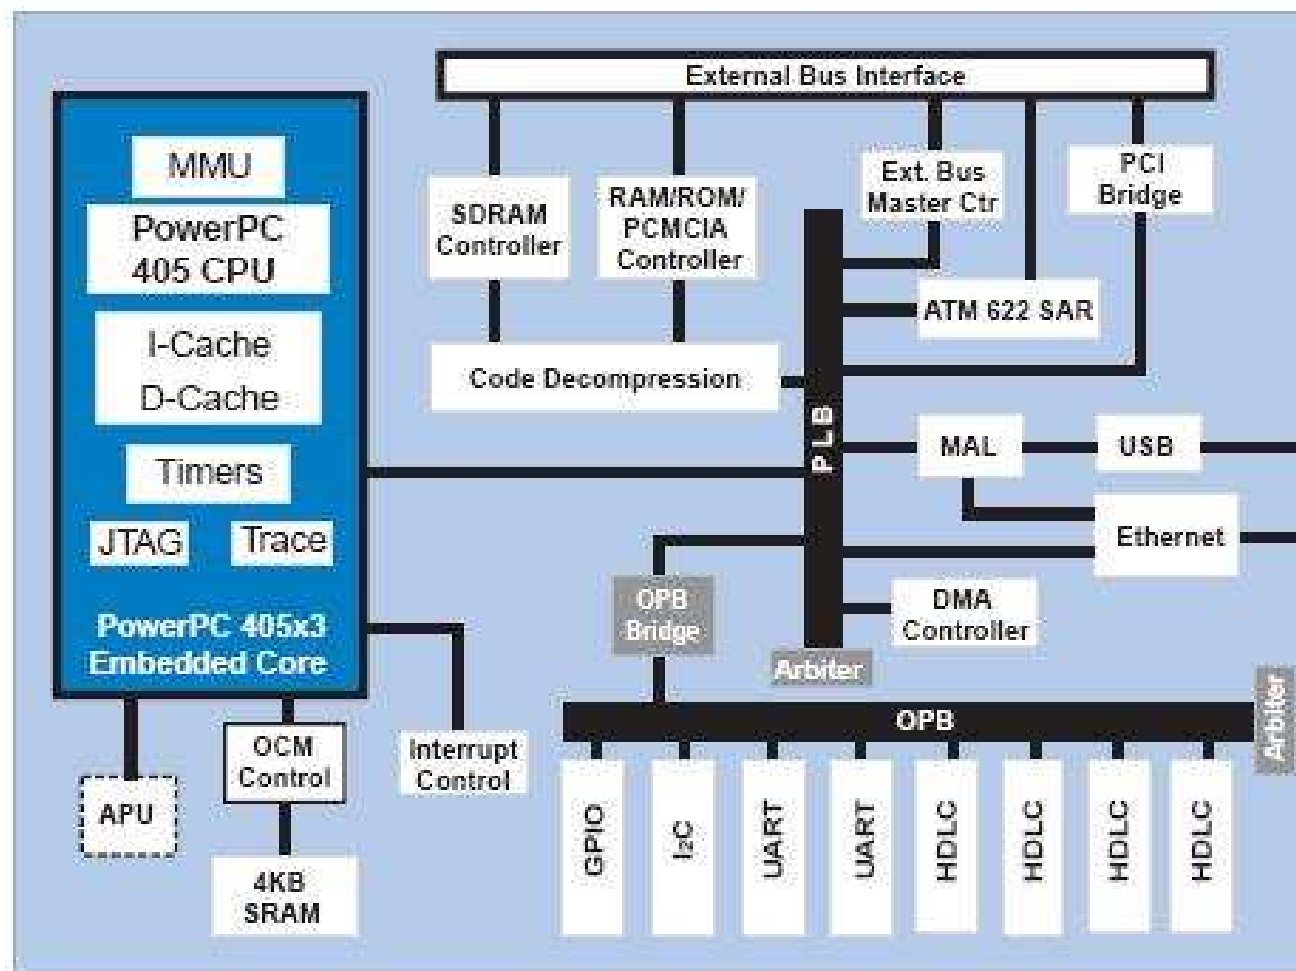 External Bus Interface
MMU
PowerPC
405 CPU
I-Cache
D-Cache
Timers
JTAG
Trace
PowerPC 405x3
Embedded Core
SDRAM
Controller
RAM/ROM/
PCMCIA
Controller
Ext. Bus
Master Ctr
PCI
Bridge
ATM 622 SAR
Code Decompression
PLB
MAL
USB
Ethernet
OPB
Bridge
DMA
Controller
Arbiter
OPB
Arbiter
OCM
Control
Interrupt
Control
APU
4KB
SRAM
GPIO
I2C
UART
UART
HDLC
HDLC
HDLC
HDLC